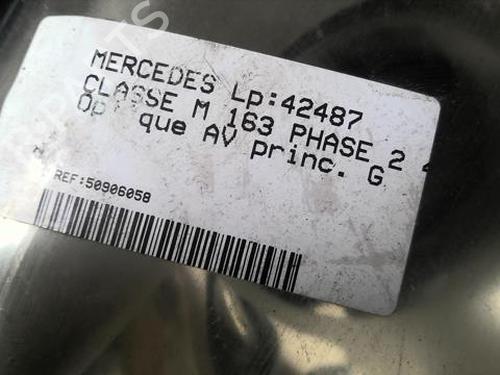 MERCEDES Lp:42487
CLASSE M 163 PHASE 2
que AV princ. G
REF:50906058